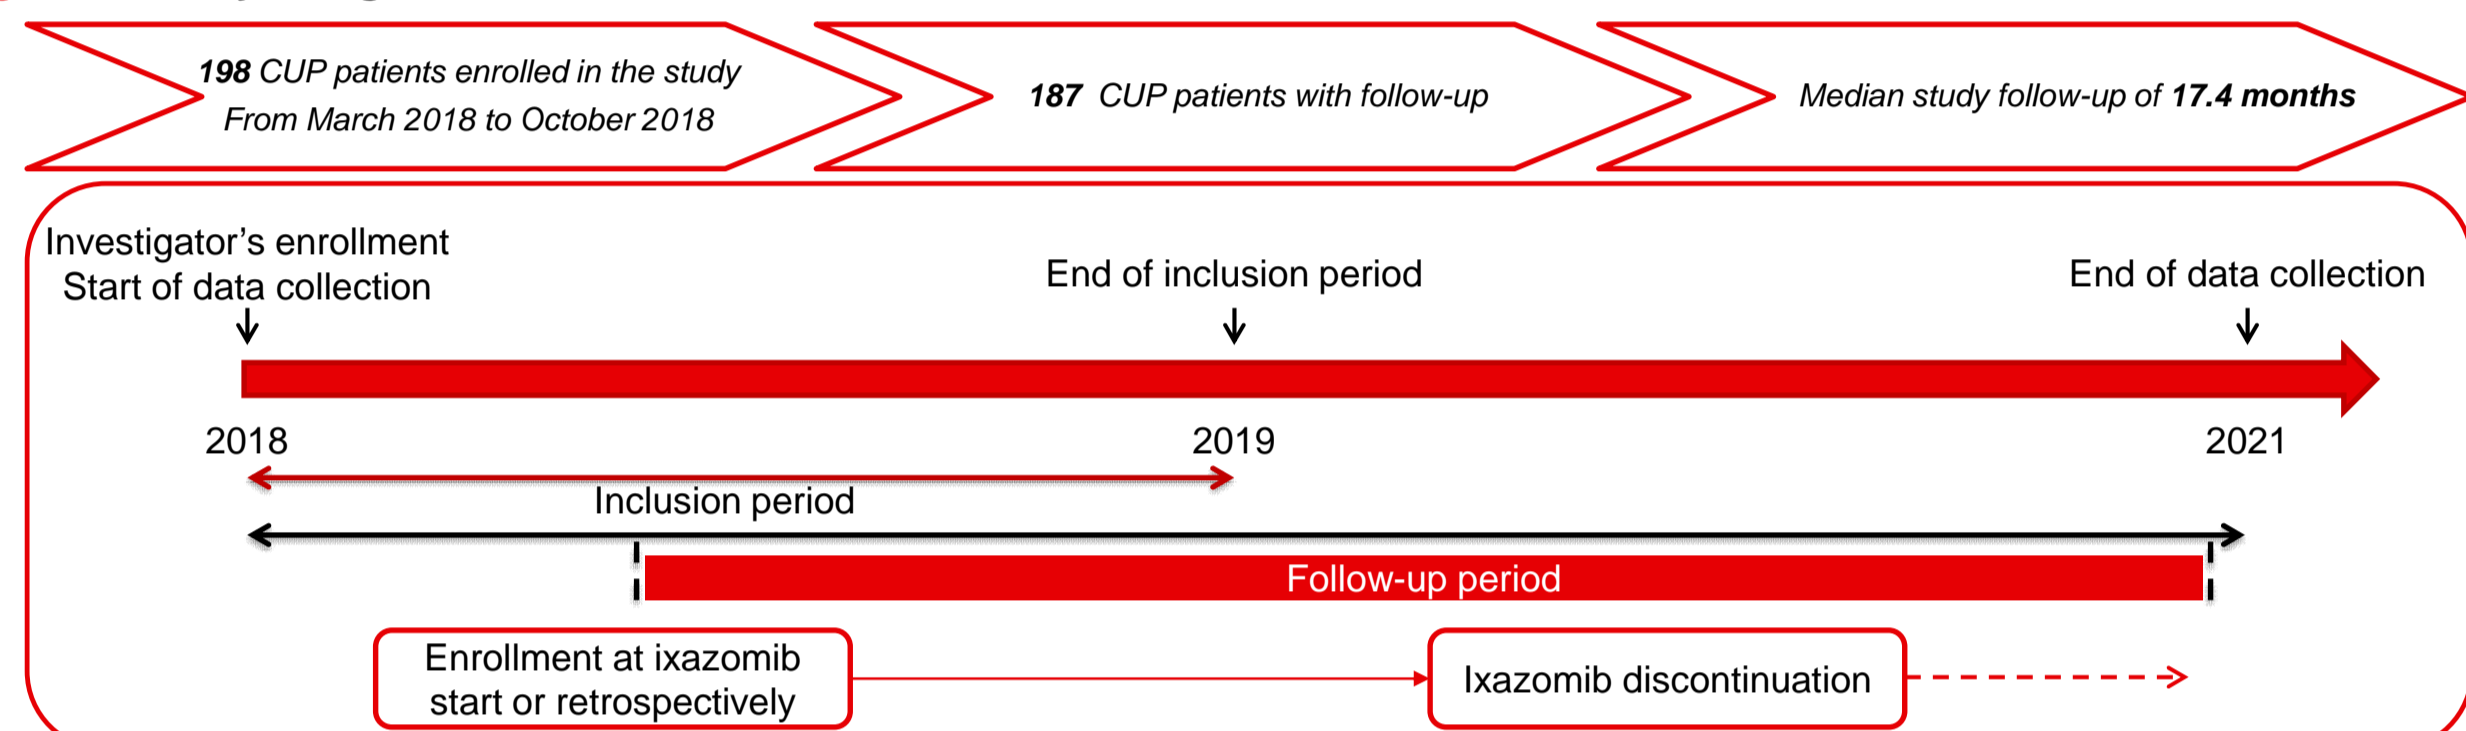 198 CUP patients enrolled in the study
From March 2018 to October 2018
187 CUP patients with follow-up
Median study follow-up of 17.4 months
Investigator’s enrollment
Start of data collection
End of inclusion period
End of data collection
2018
2019
2021
Inclusion period
Follow-up period
Enrollment at ixazomib
start or retrospectively
Ixazomib discontinuation